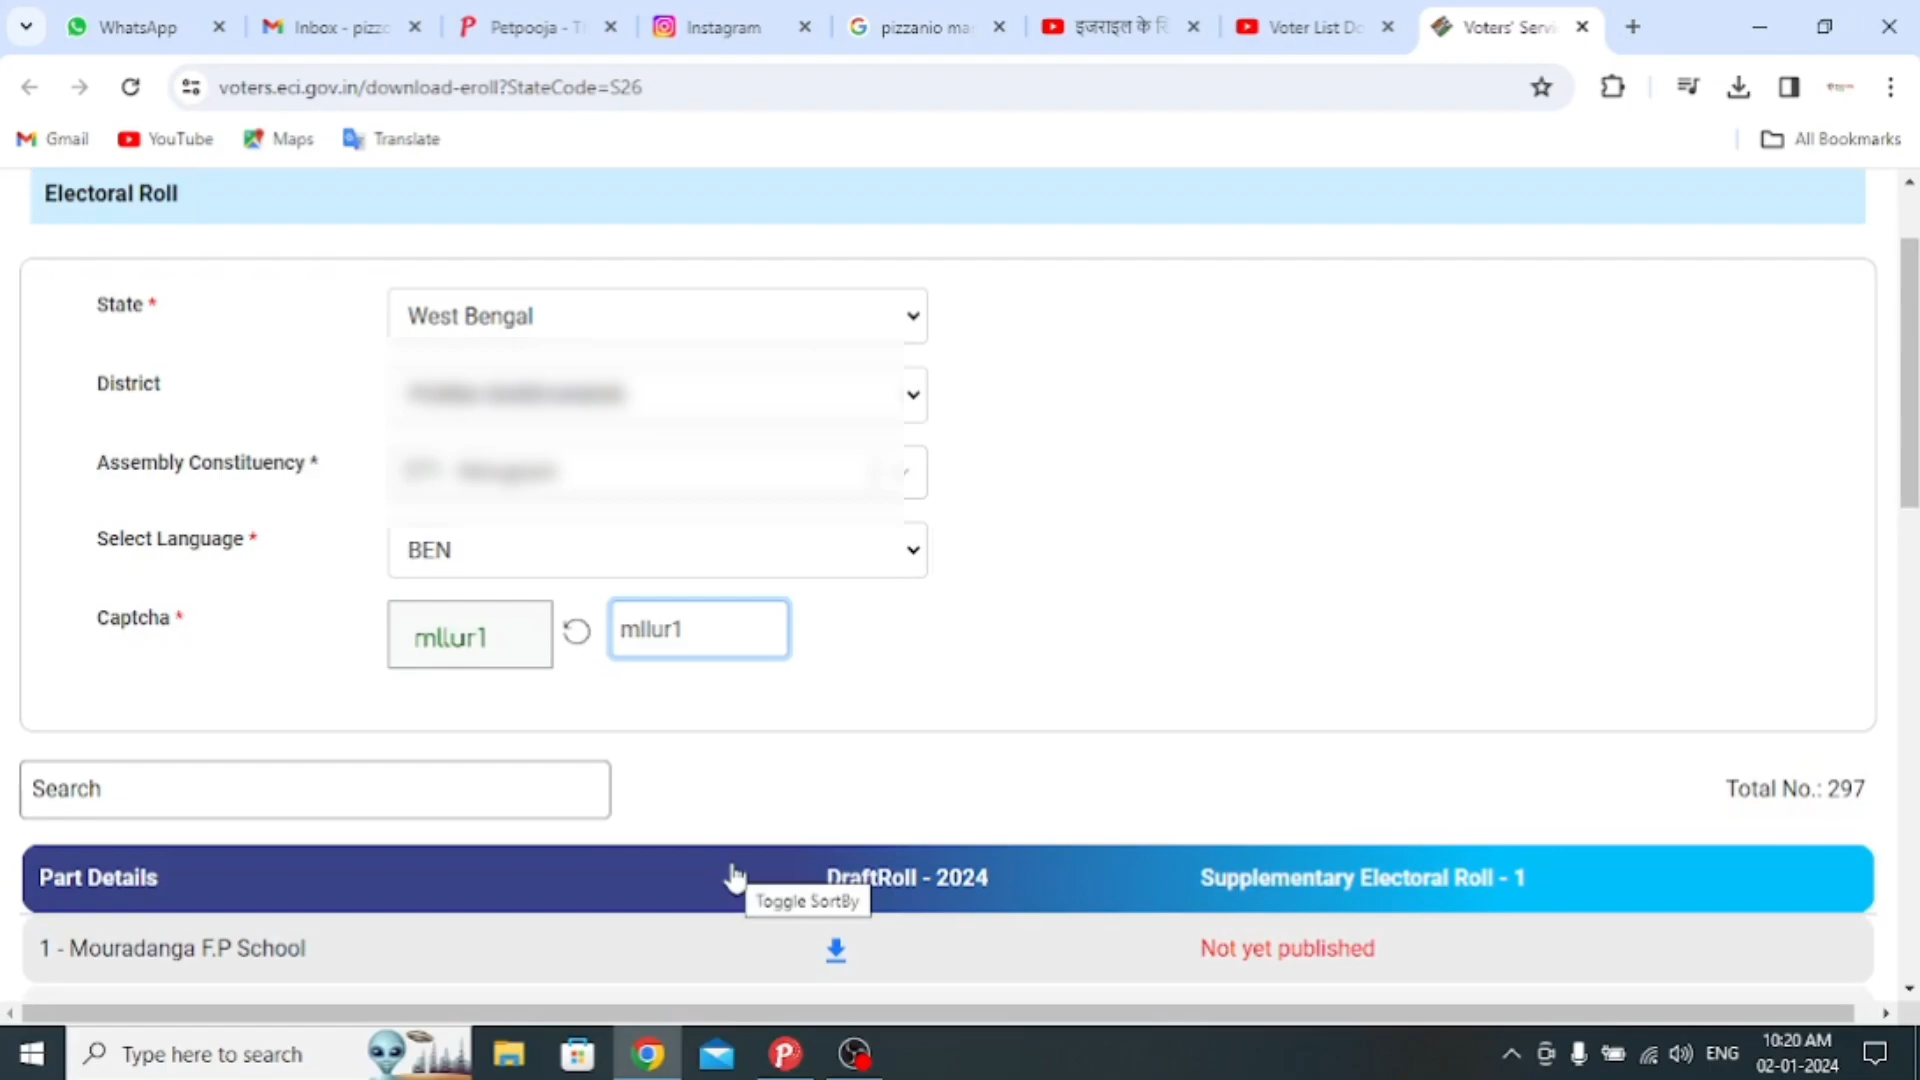 WhatsApp
Inbox - pizzo
Petpooja - T
Instagram
pizzanio ma
इजराइल के
Voter List Do
Voters' Servi
voters.eci.gov.in/download-eroll?StateCode=S26
Gmail
YouTube
Maps
Translate
All Bookmarks
Electoral Roll
State *
West Bengal
District
Assembly Constituency *
Select Language *
BEN
Captcha *
mllur1
mllur1
Search
Total No.: 297
Part Details
DraftRoll - 2024
Supplementary Electoral Roll - 1
Toggle SortBy
1 - Mouradanga F.P School
Not yet published
Type here to search
ENG
10:20 AM
02-01-2024